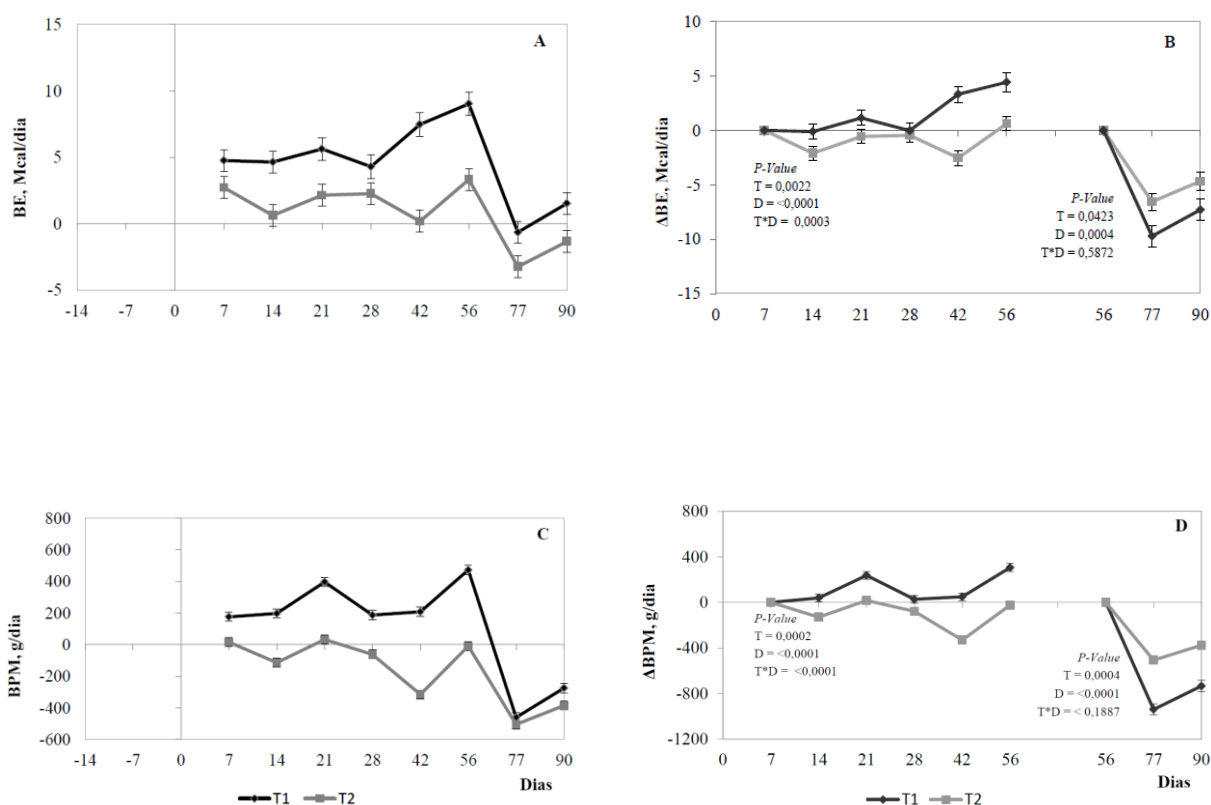 A
15
10
5
0
-5
BE, Mcal/dia
-14 -7 0 7 14 21 28 42 56 77 90
B
10
5
0
-5
-10
-15
ΔBE, Mcal/dia
P-Value
T = 0,0022
D = <0,0001
T*D = 0,0003
P-Value
T = 0,0423
D = 0,0004
T*D = 0,5872
0 7 14 21 28 42 56 56 77 90
C
800
600
400
200
0
-200
-400
-600
BPM, g/dia
-14 -7 0 7 14 21 28 42 56 77 90
Dias
T1 T2
D
800
400
0
-400
-800
-1200
ΔBPM, g/dia
P-Value
T = 0,0002
D = <0,0001
T*D = <0,0001
P-Value
T = 0,0004
D = <0,0001
T*D = < 0,1887
0 7 14 21 28 42 56 56 77 90
Dias
T1 T2